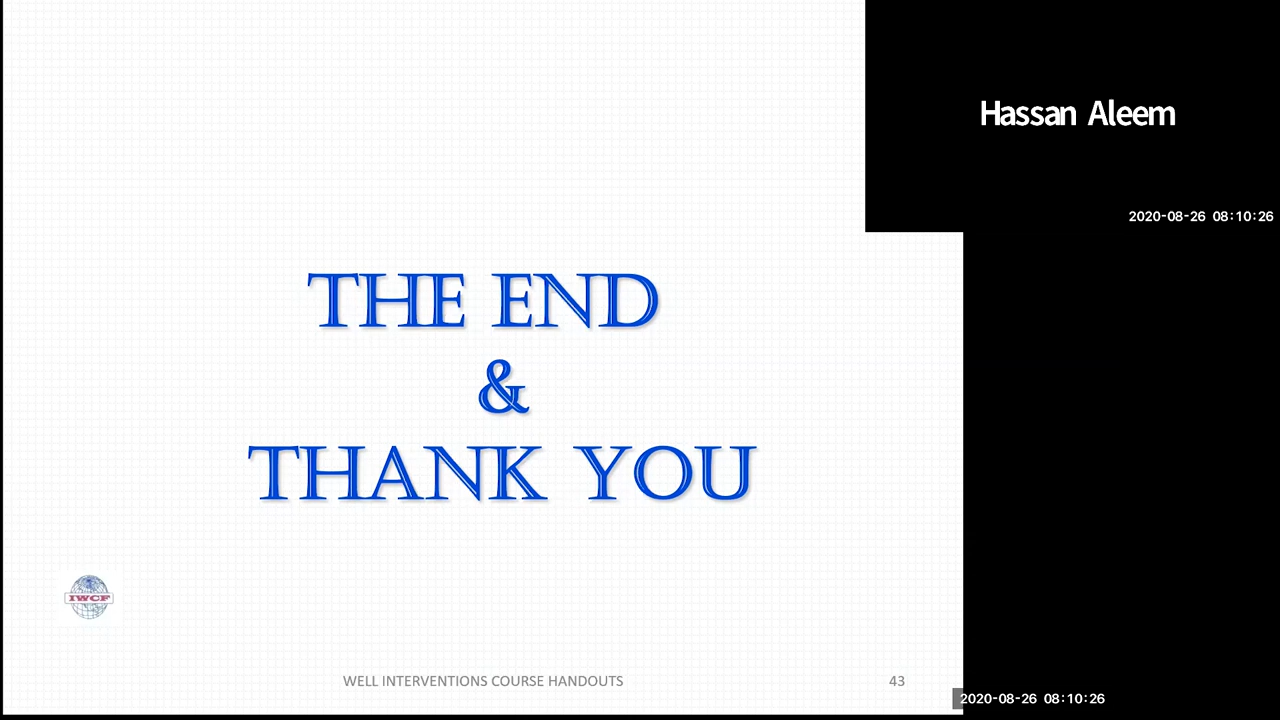 Hassan Aleem
2020-08-26 08:10:26
THE END
&
THANK YOU
IWCF
WELL INTERVENTIONS COURSE HANDOUTS
43
2020-08-26 08:10:26